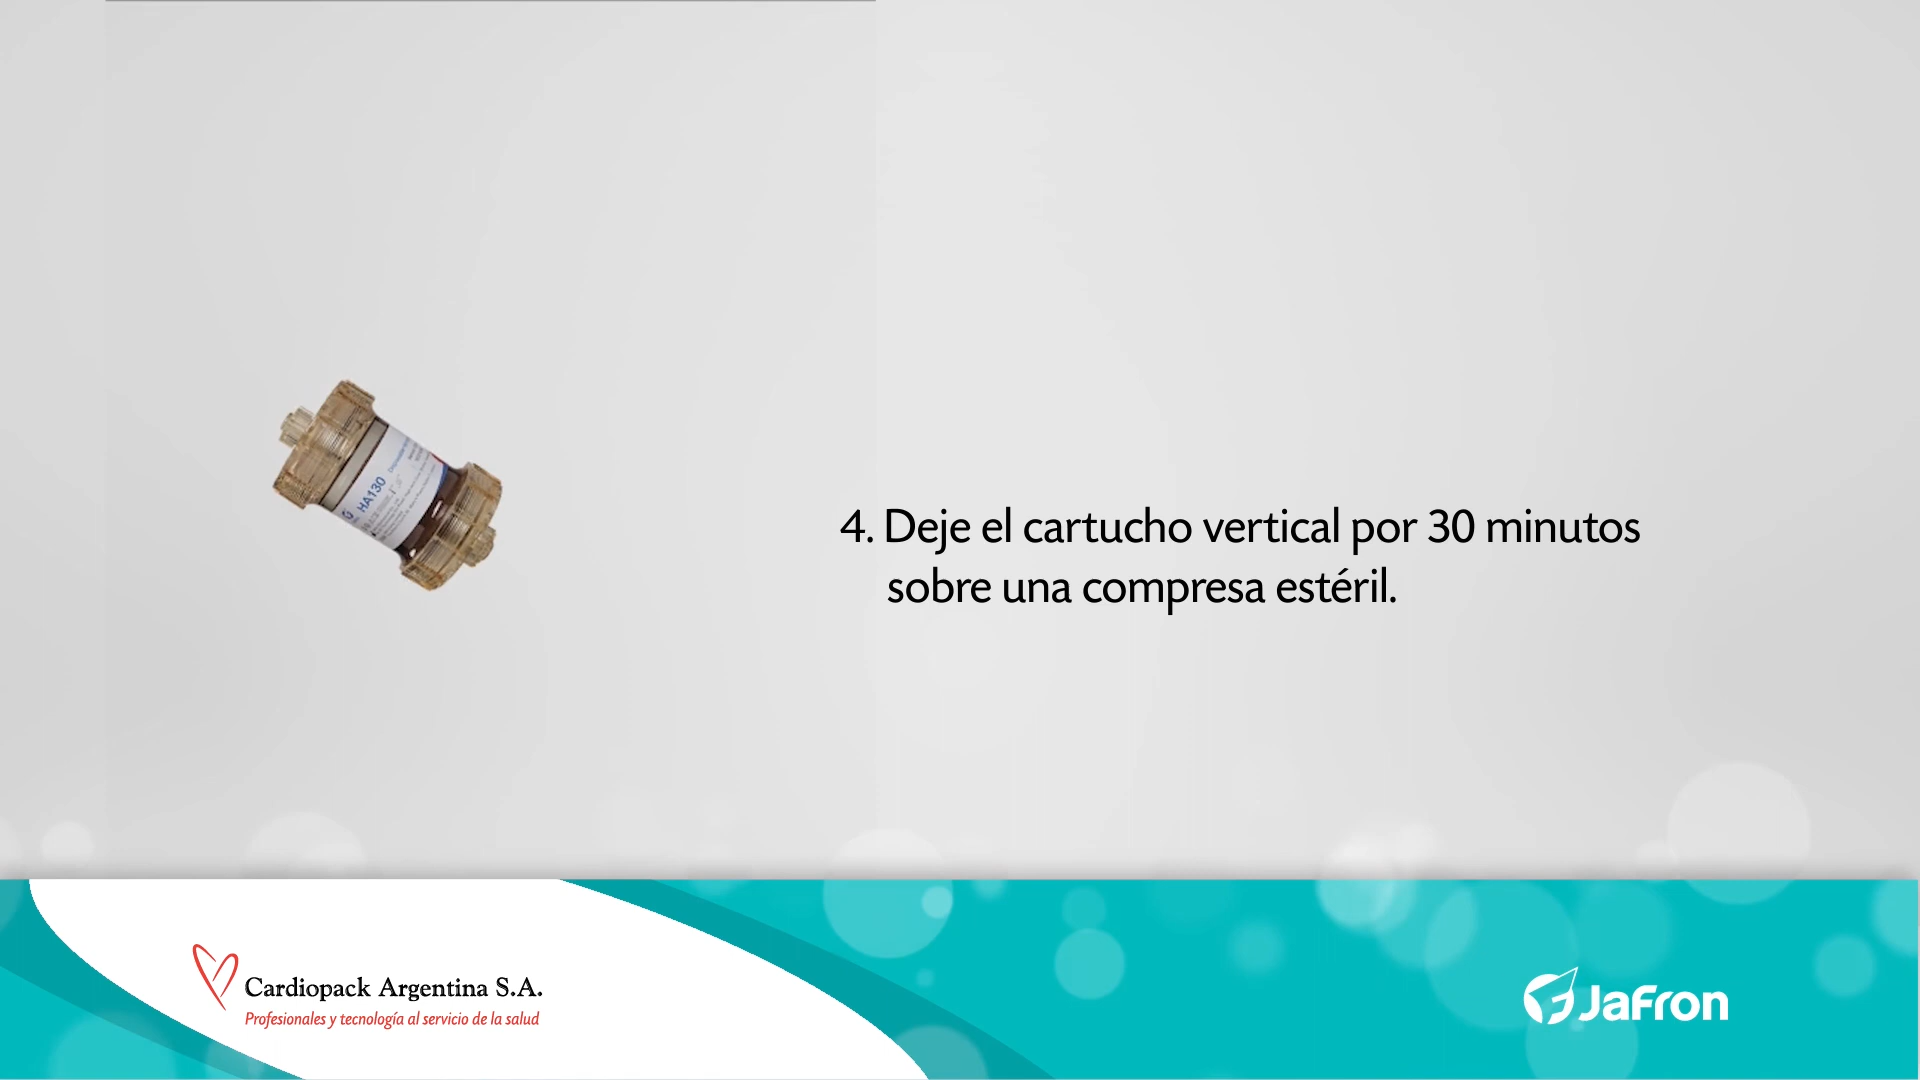 HA130
4. Deje el cartucho vertical por 30 minutos
sobre una compresa estéril.
Cardiopack Argentina S.A.
Profesionales y tecnología al servicio de la salud
Jafron